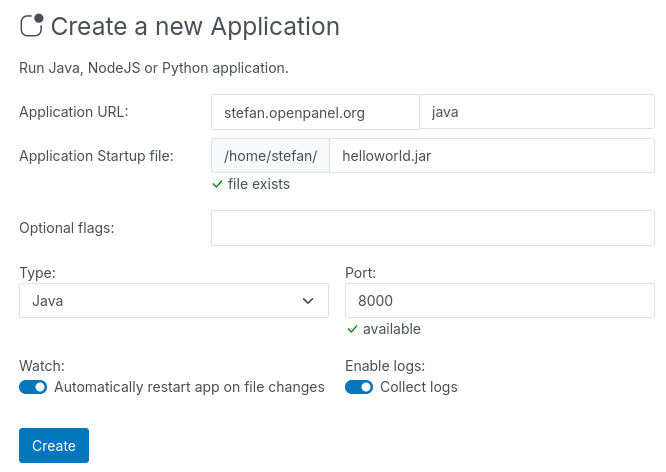 Create a new Application
Run Java, NodeJS or Python application.
Application URL: stefan.openpanel.org java
Application Startup file: /home/stefan/ helloworld.jar
file exists
Optional flags:
Type: Port:
Java 8000
available
Watch: Enable logs:
Automatically restart app on file changes Collect logs
Create